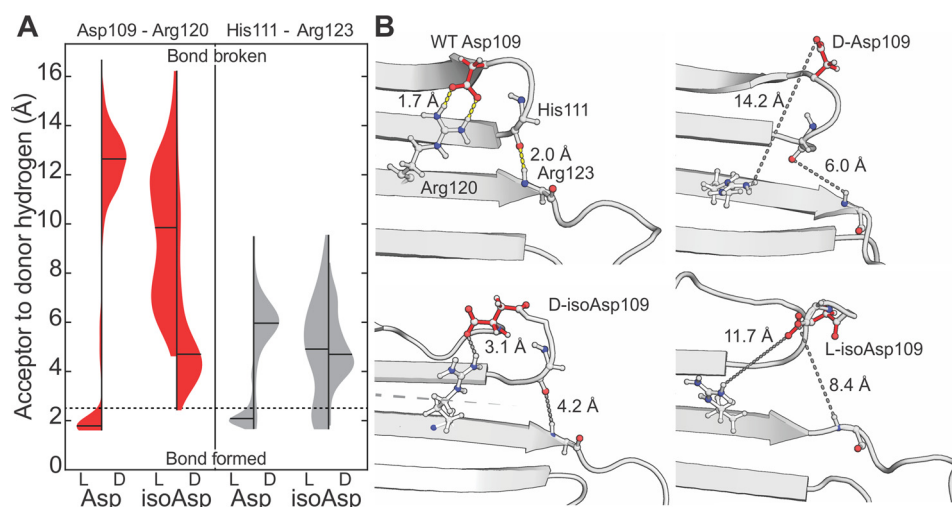 A
Asp109 - Arg120 His111 - Arg123
Bond broken
Acceptor to donor hydrogen (Å)
16
14
12
10
8
6
4
2
0
Bond formed
L D L D L D L D
Asp isoAsp Asp isoAsp
B
WT Asp109
1.7 Å
His111
2.0 Å
Arg123
Arg120
D-Asp109
14.2 Å
6.0 Å
D-isoAsp109
3.1 Å
4.2 Å
11.7 Å
L-isoAsp109
8.4 Å